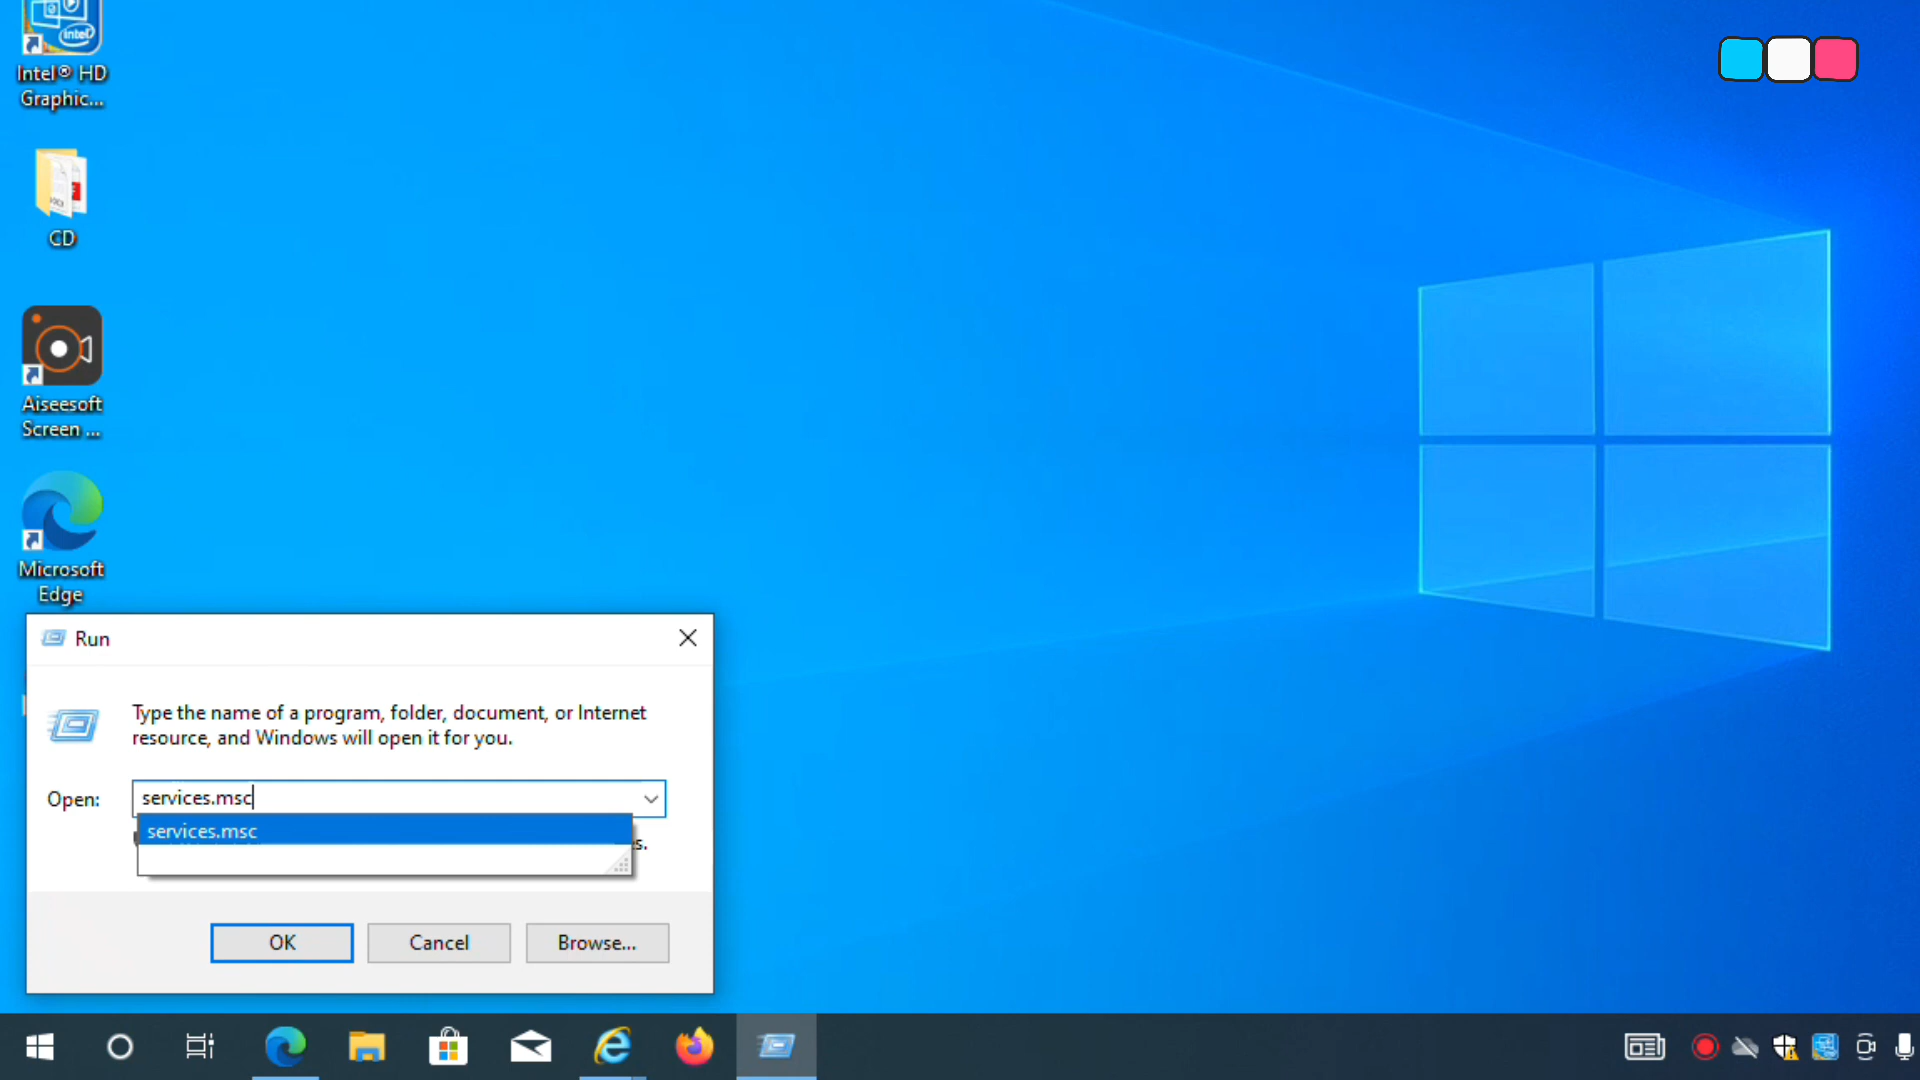 intel
Intel® HD
Graphic...
CD
Aiseesoft
Screen ...
Microsoft
Edge
Run
Type the name of a program, folder, document, or Internet
resource, and Windows will open it for you.
Open:
services.msc
services.msc
s.
OK
Cancel
Browse...